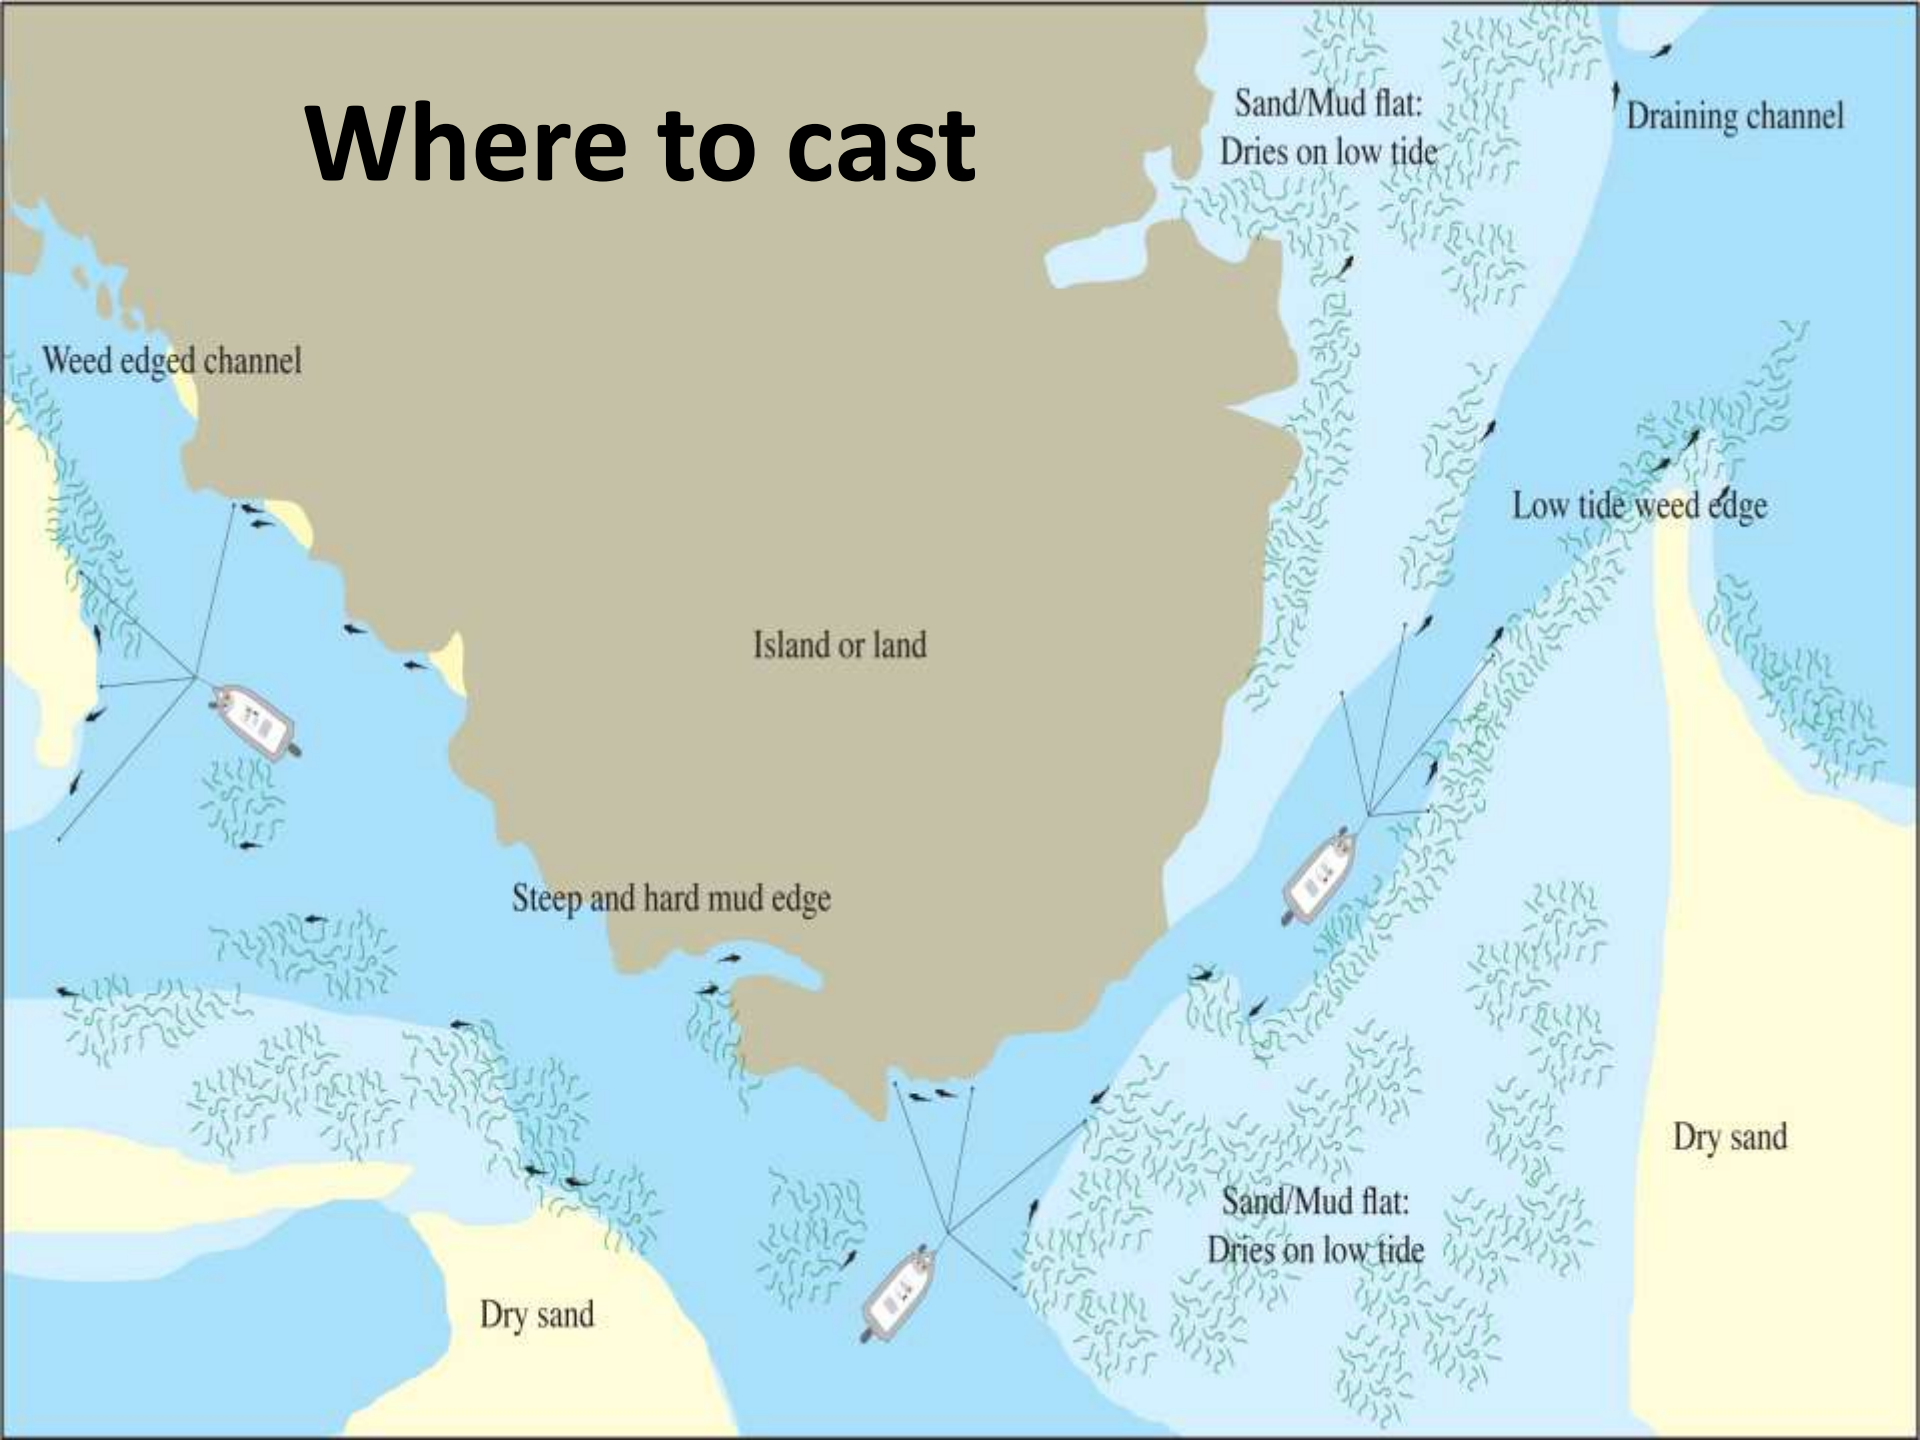 Where to cast
Sand/Mud flat:
Dries on low tide
Draining channel
Weed edged channel
Low tide weed edge
Island or land
Steep and hard mud edge
Dry sand
Sand/Mud flat:
Dries on low tide
Dry sand